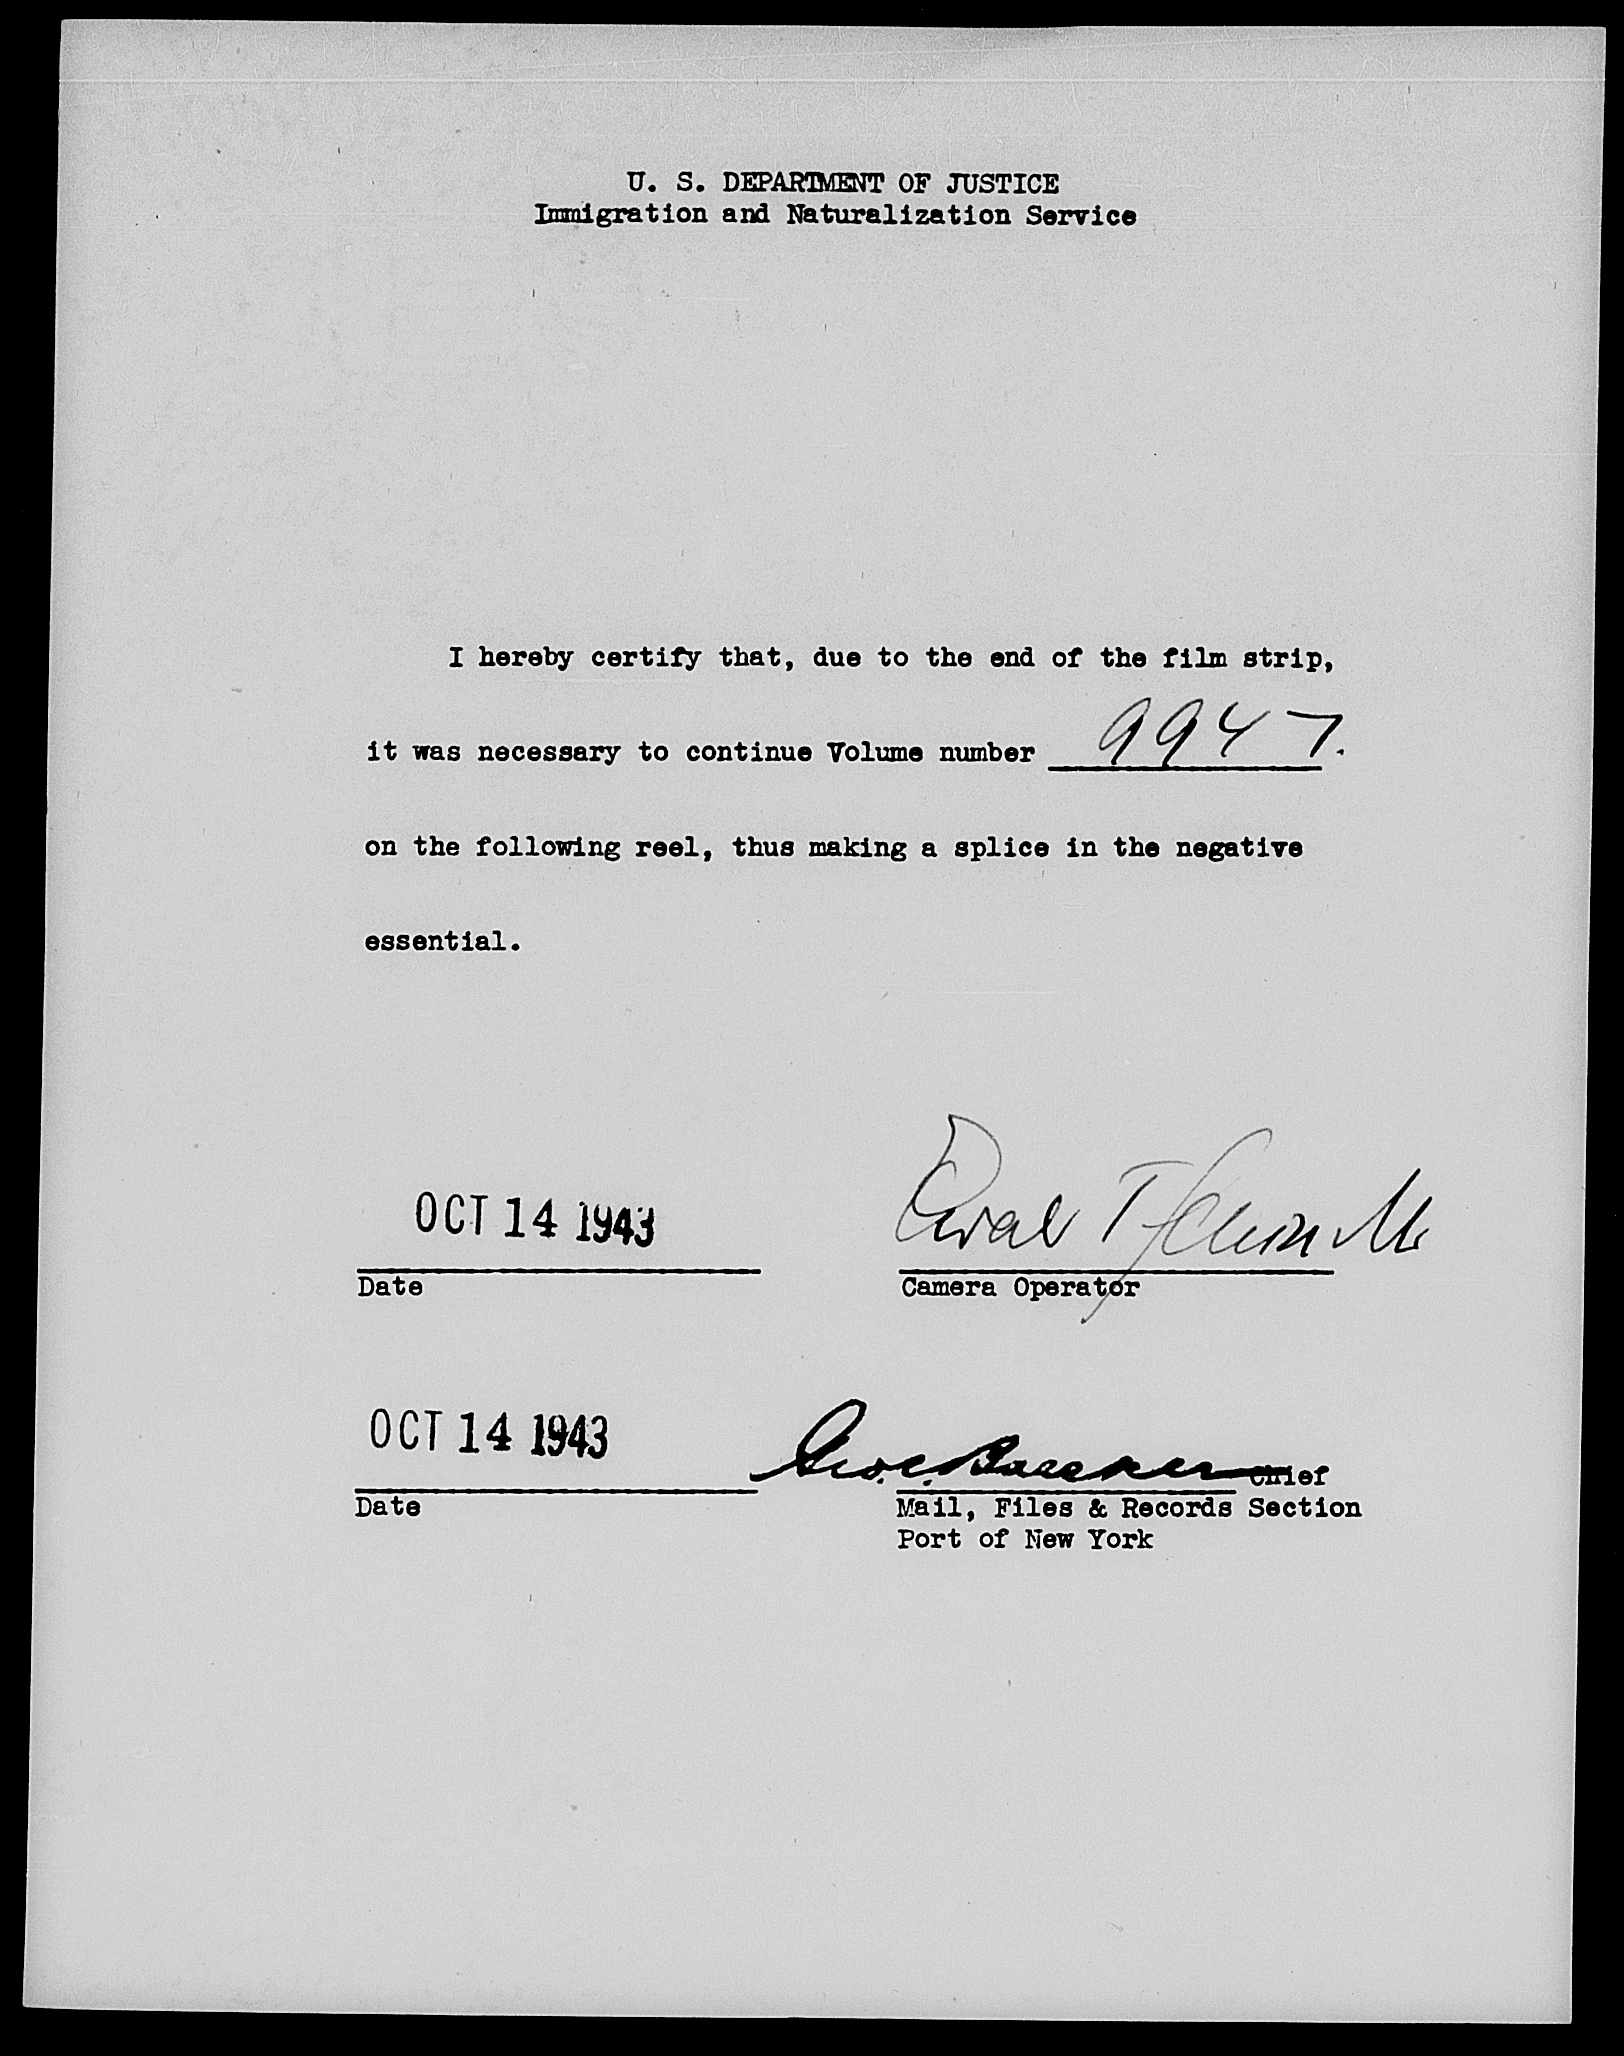 U. S. DEPARTMENT OF JUSTICE
Immigration and Naturalization Service
I hereby certify that, due to the end of the film strip,
it was necessary to continue Volume number 9947.
on the following reel, thus making a splice in the negative
essential.
OCT 14 1943
Date
Camera Operator
OCT 14 1943
Geo. C. Chief
Date
Mail, Files & Records Section
Port of New York